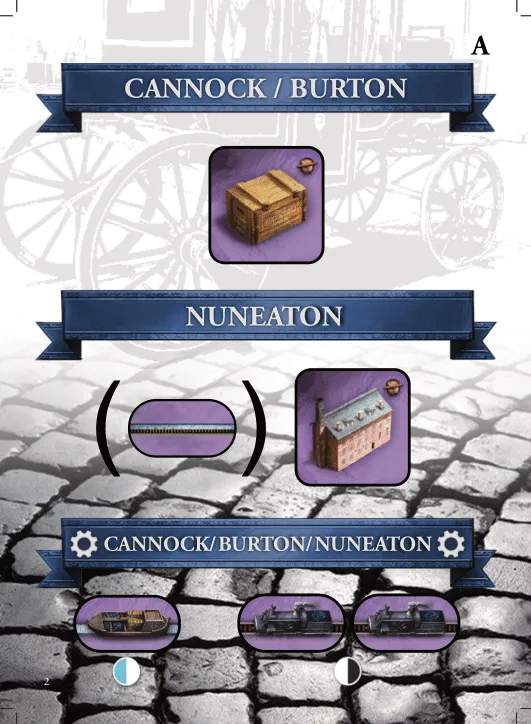 A
CANNOCK / BURTON
NUNEATON
( )
CANNOCK/BURTON/NUNEATON
2